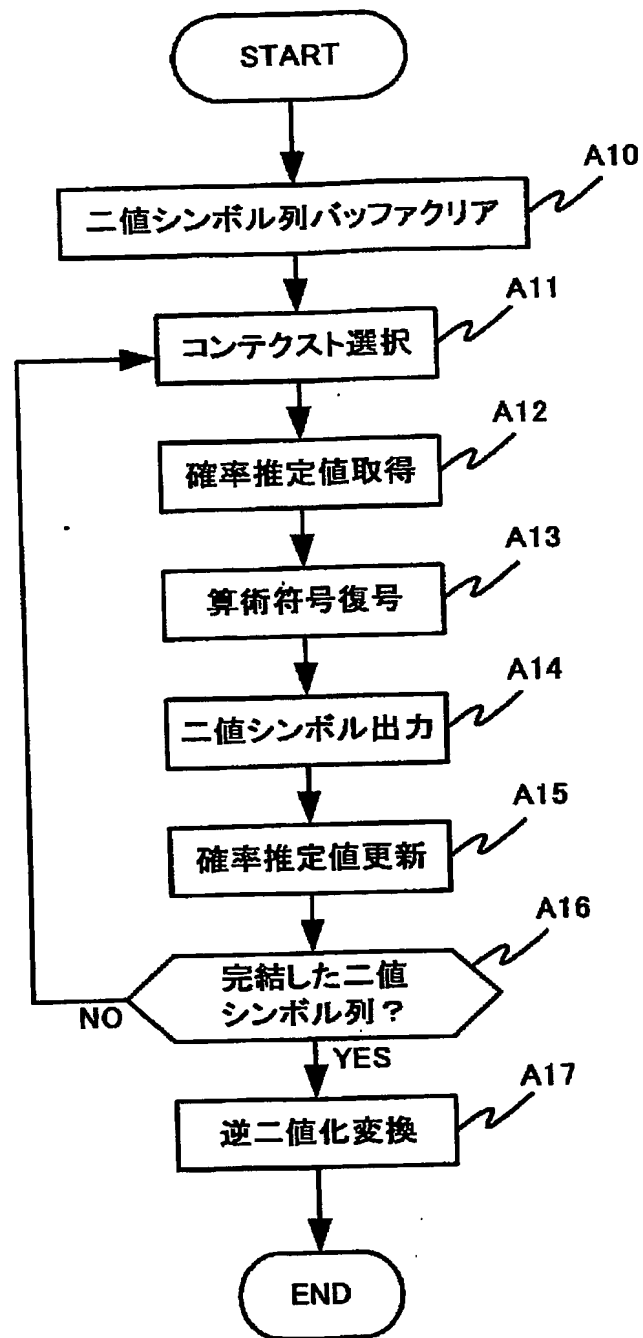 START
A10
二値シンボル列バッファクリア
A11
コンテクスト選択
A12
確率推定値取得
A13
算術符号復号
A14
二値シンボル出力
A15
確率推定値更新
A16
完結した二値
シンボル列？
NO
YES
A17
逆二値化変換
END